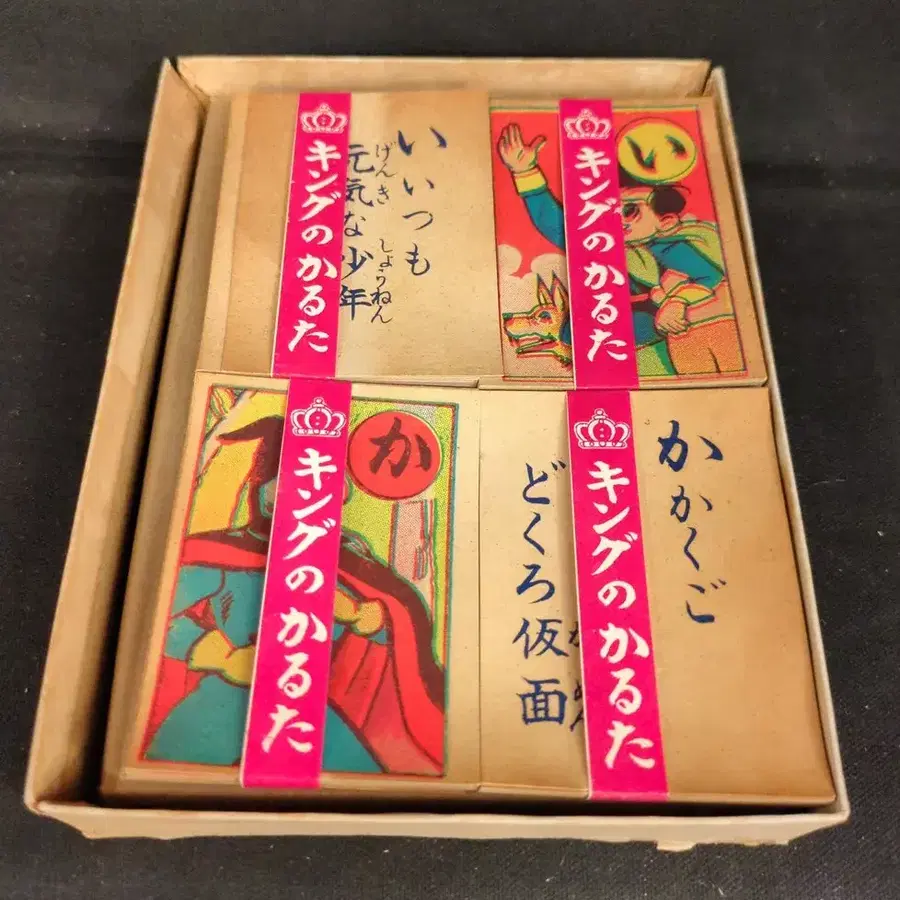 いいつも
元気な少年
げんき
しょうねん
キングのかるた
い
キングのかるた
か
キングのかるた
かかくご
どくろ仮面
めん
キングのかるた